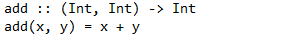 add :: (Int, Int) -> Int
add(x, y) = x + y